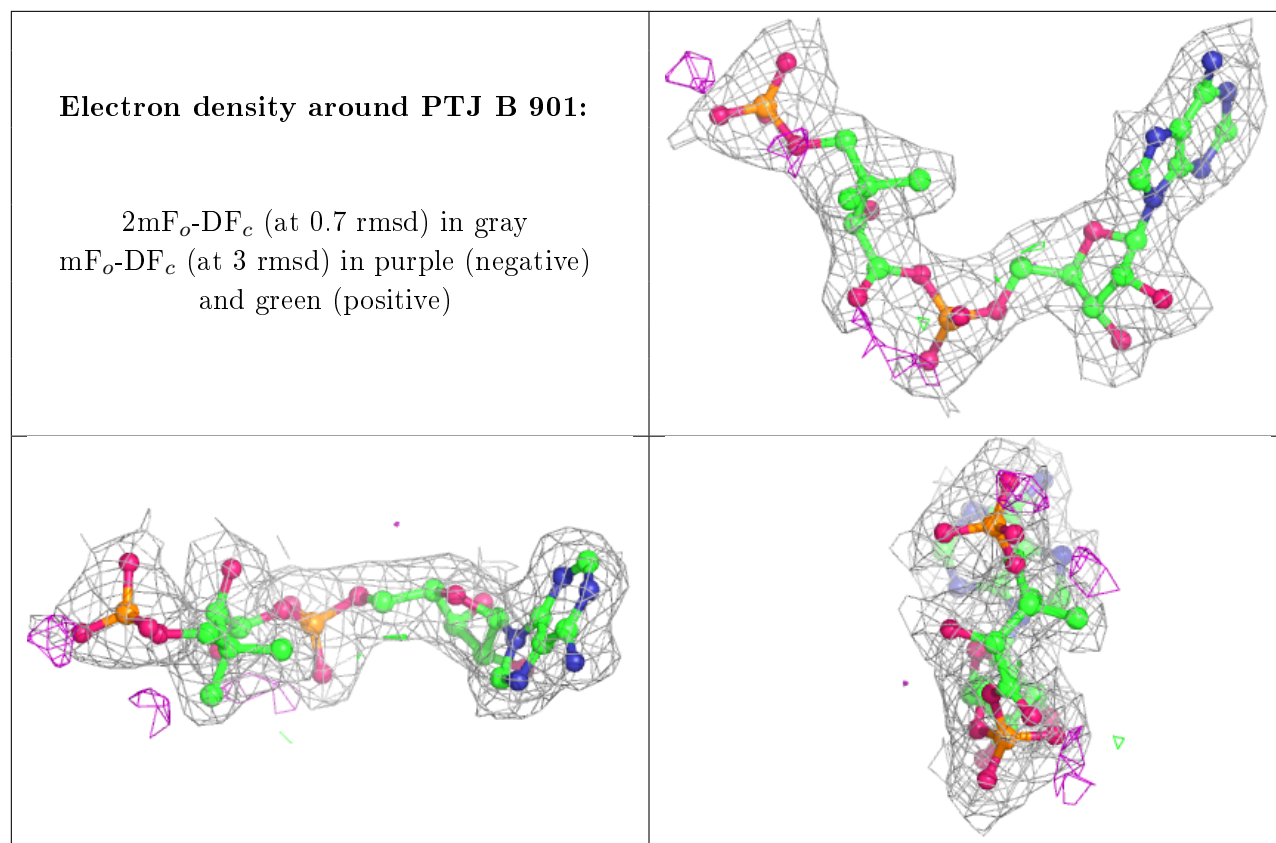 Electron density around PTJ B 901:
2mFₒ-DF𝒸 (at 0.7 rmsd) in gray
mFₒ-DF𝒸 (at 3 rmsd) in purple (negative)
and green (positive)